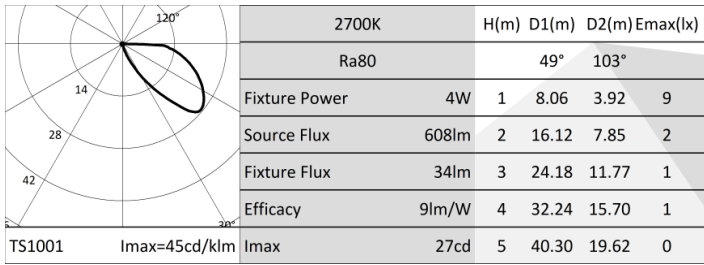 120°
14
28
42
30°
TS1001 Imax=45cd/klm
2700K H(m) D1(m) D2(m) Emax(lx)
Ra80 49° 103°
Fixture Power 4W 1 8.06 3.92 9
Source Flux 608lm 2 16.12 7.85 2
Fixture Flux 34lm 3 24.18 11.77 1
Efficacy 9lm/W 4 32.24 15.70 1
Imax 27cd 5 40.30 19.62 0